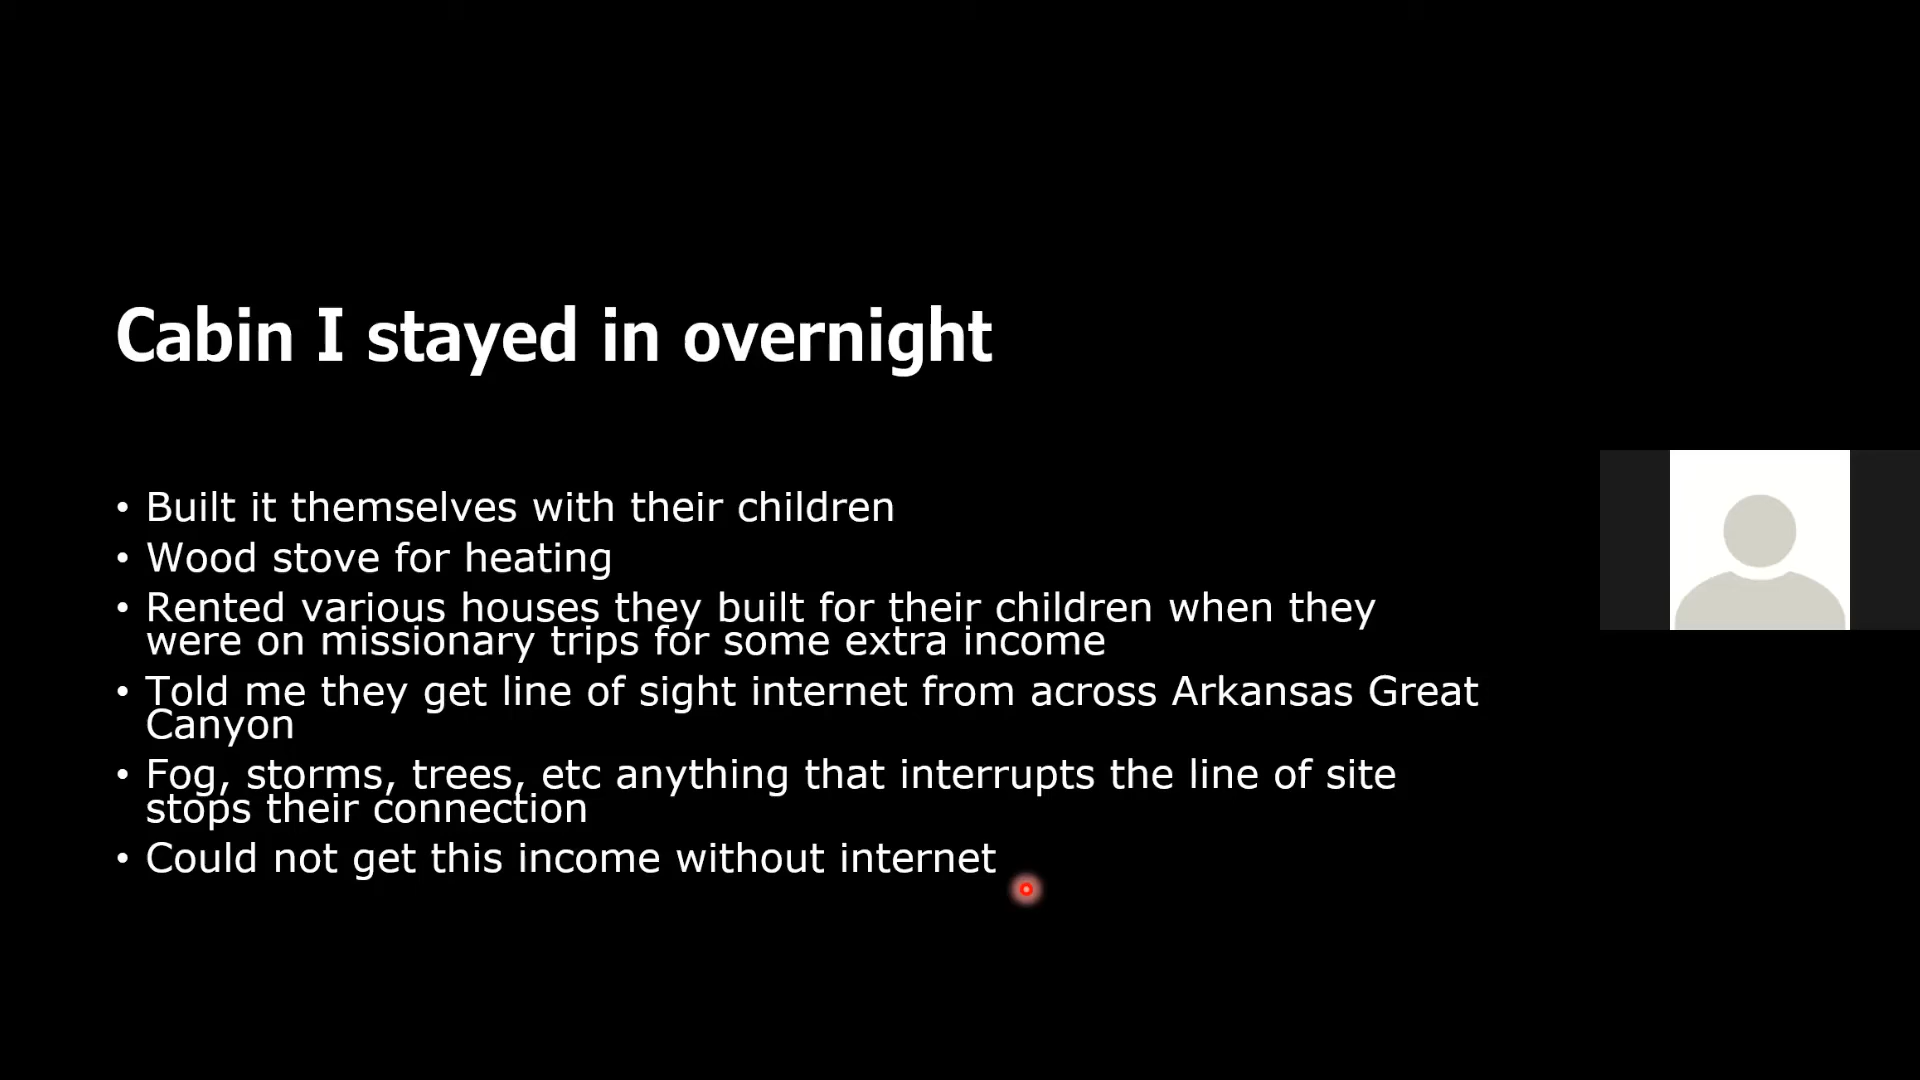 Cabin I stayed in overnight
• Built it themselves with their children
• Wood stove for heating
• Rented various houses they built for their children when they
were on missionary trips for some extra income
• Told me they get line of sight internet from across Arkansas Great
Canyon
• Fog, storms, trees, etc anything that interrupts the line of site
stops their connection
• Could not get this income without internet